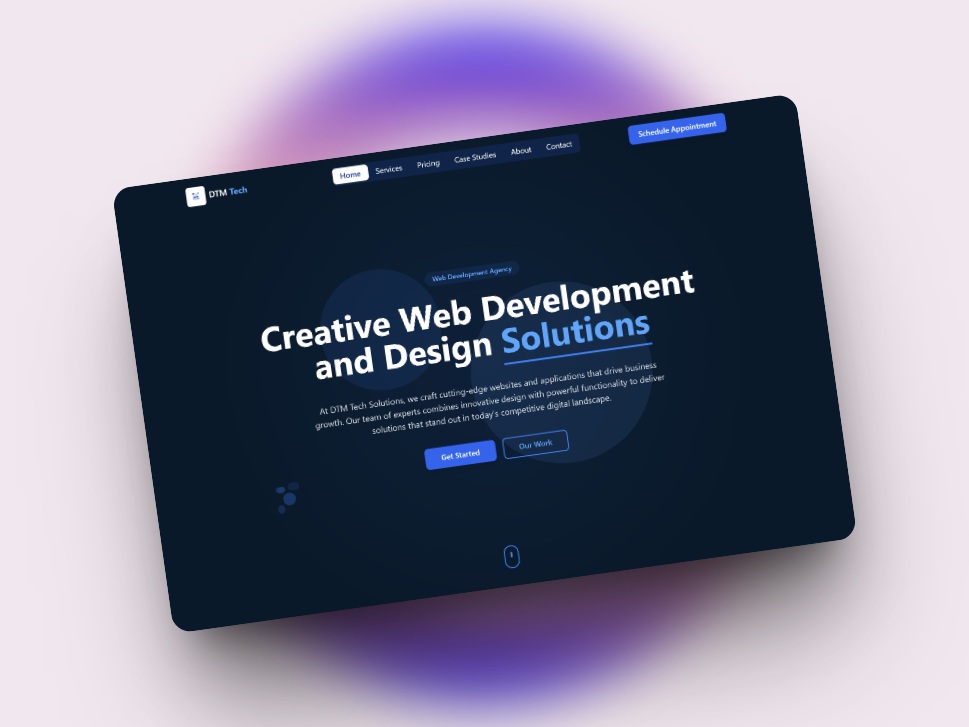 DTM Tech
Home Services Pricing Case Studies About Contact
Schedule Appointment
Web Development Agency
Creative Web Development
and Design Solutions
At DTM Tech Solutions, we craft cutting-edge websites and applications that drive business
growth. Our team of experts combines innovative design with powerful functionality to deliver
solutions that stand out in today's competitive digital landscape.
Get Started Our Work